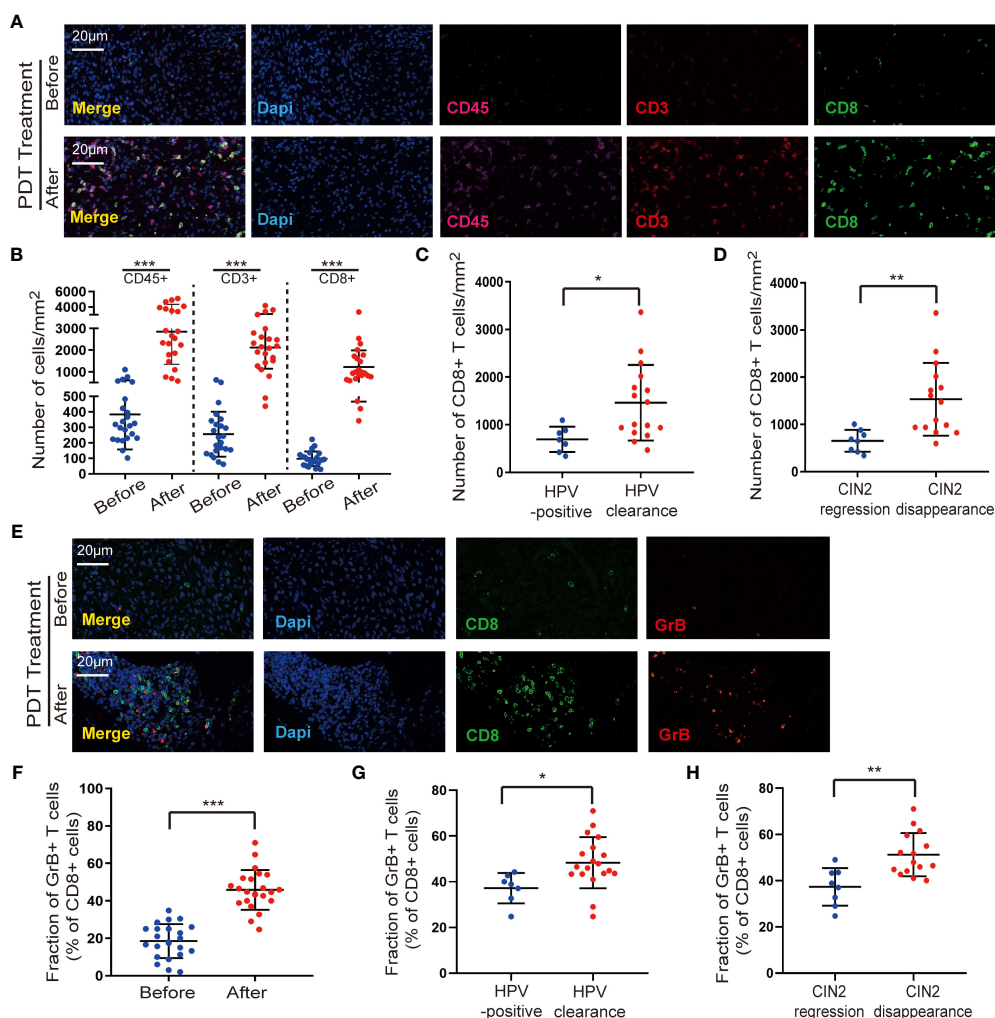 A
PDT Treatment
Before
After
20μm
Merge
Dapi
CD45
CD3
CD8
20μm
Merge
Dapi
CD45
CD3
CD8
B
Number of cells/mm2
*** *** ***
CD45+ CD3+ CD8+
6000
4000
3000
2000
1000
500
400
300
200
100
0
Before After Before After Before After
C
Number of CD8+ T cells/mm2
*
4000
3000
2000
1000
0
HPV
-positive
HPV
clearance
D
Number of CD8+ T cells/mm2
**
4000
3000
2000
1000
0
CIN2
regression
CIN2
disappearance
E
PDT Treatment
Before
After
20μm
Merge
Dapi
CD8
GrB
20μm
Merge
Dapi
CD8
GrB
F
Fraction of GrB+ T cells
(% of CD8+ cells)
***
100
80
60
40
20
0
Before After
G
Fraction of GrB+ T cells
(% of CD8+ cells)
*
80
60
40
20
0
HPV
-positive
HPV
clearance
H
Fraction of GrB+ T cells
(% of CD8+ cells)
**
80
60
40
20
0
CIN2
regression
CIN2
disappearance